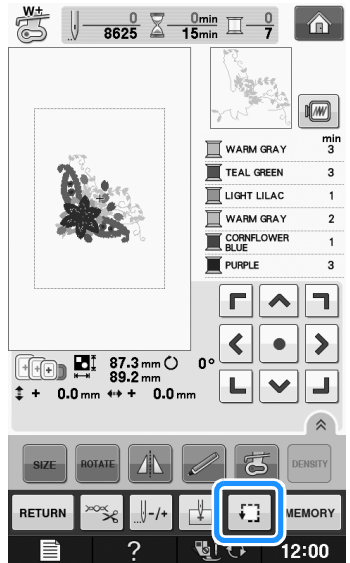 W+
0 0min 0
8625 15min 7
min
WARM GRAY 3
TEAL GREEN 3
LIGHT LILAC 1
WARM GRAY 2
CORNFLOWER BLUE 1
PURPLE 3
87.3 mm 0°
89.2 mm
+ 0.0 mm + 0.0 mm
SIZE ROTATE DENSITY
RETURN -/+ MEMORY
? 12:00